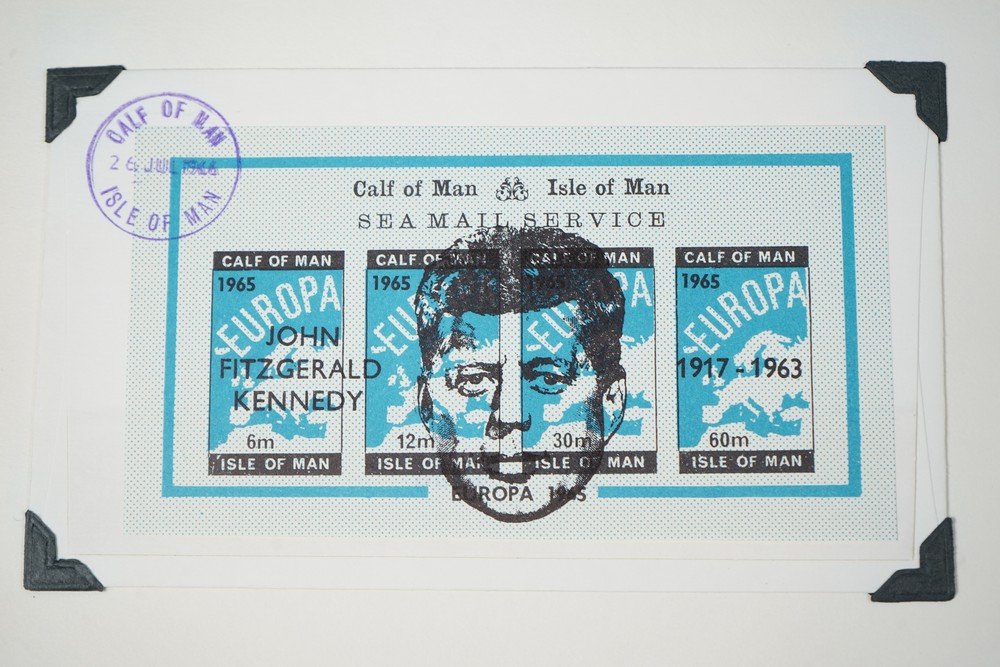 CALF OF MAN
26 JUL 1966
ISLE OF MAN
Calf of Man Isle of Man
SEA MAIL SERVICE
CALF OF MAN
1965
EUROPA
6m
ISLE OF MAN
CALF OF MAN
1965
EUROPA
12m
ISLE OF MAN
CALF OF MAN
1965
EUROPA
30m
ISLE OF MAN
CALF OF MAN
1965
EUROPA
60m
ISLE OF MAN
JOHN
FITZGERALD
KENNEDY
1917-1963
EUROPA 1965